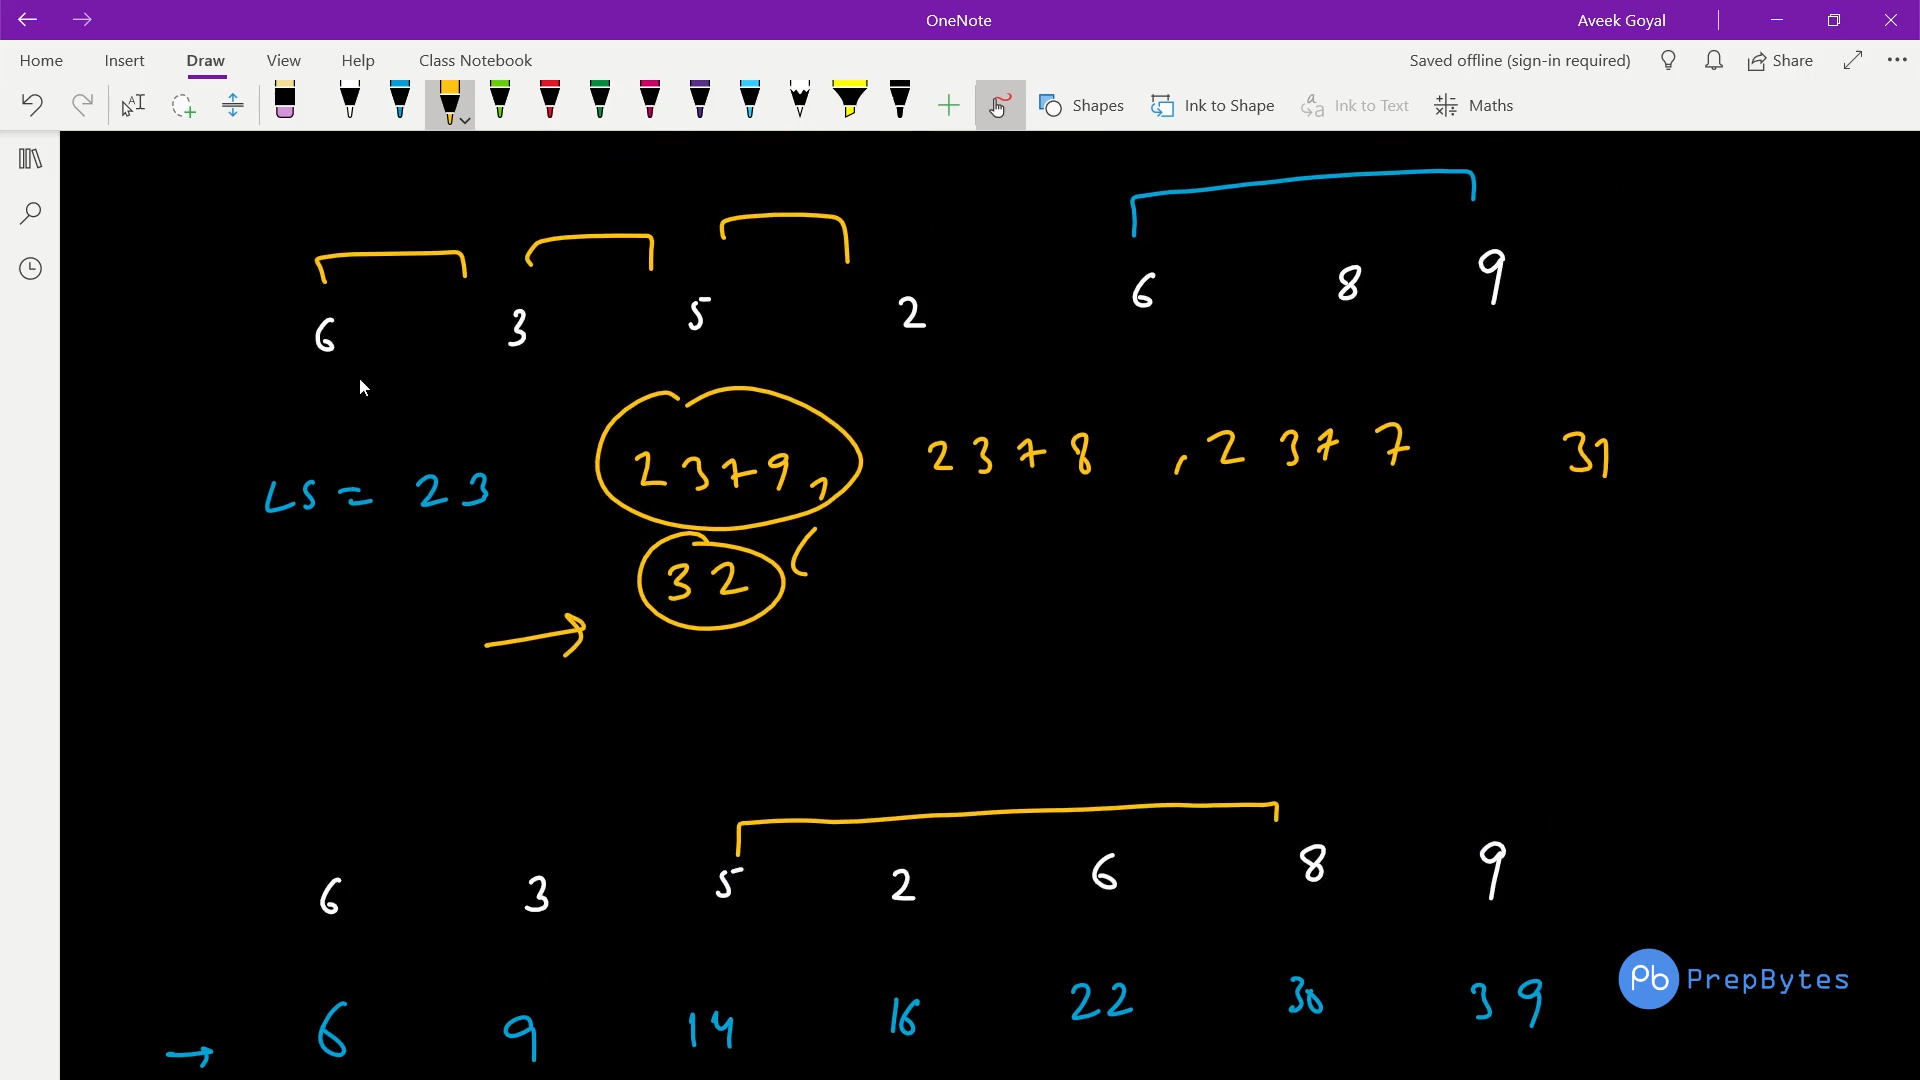 OneNote
Aveek Goyal
Home Insert Draw View Help Class Notebook
Saved offline (sign-in required) Share
Shapes Ink to Shape Ink to Text Maths
6 3 5 2 6 8 9
LS = 23
2379, 2378 , 2377 31
32
6 3 5 2 6 8 9
6 9 14 16 22 30 39
Pb PrepBytes